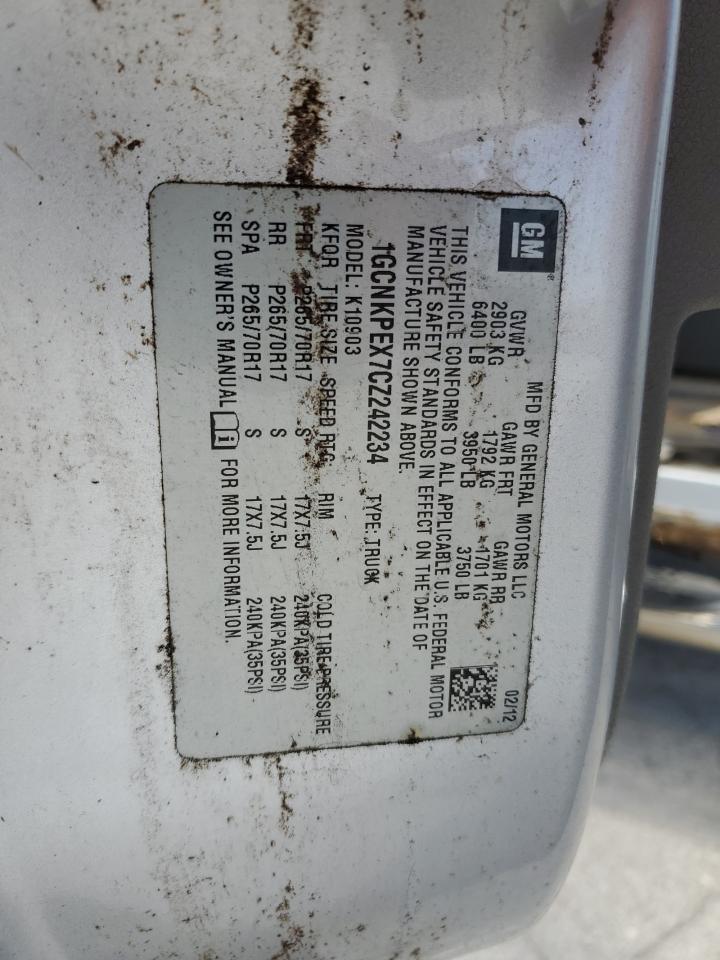 GM®
MFD BY GENERAL MOTORS LLC 02/12
GVWR GAWR FRT GAWR RR
2903 KG 1792 KG 1701 KG
6400 LB 3950 LB 3750 LB
THIS VEHICLE CONFORMS TO ALL APPLICABLE U.S. FEDERAL MOTOR
VEHICLE SAFETY STANDARDS IN EFFECT ON THE DATE OF
MANUFACTURE SHOWN ABOVE.
1GCNKPEX7CZ242234 TYPE: TRUCK
MODEL: K10903
KFOR TIRE SIZE SPEED RTG RIM COLD TIRE PRESSURE
FRT P265/70R17 S 17X7.5J 240KPA(35PSI)
RR P265/70R17 S 17X7.5J 240KPA(35PSI)
SPA P265/70R17 S 17X7.5J 240KPA(35PSI)
SEE OWNER'S MANUAL FOR MORE INFORMATION.